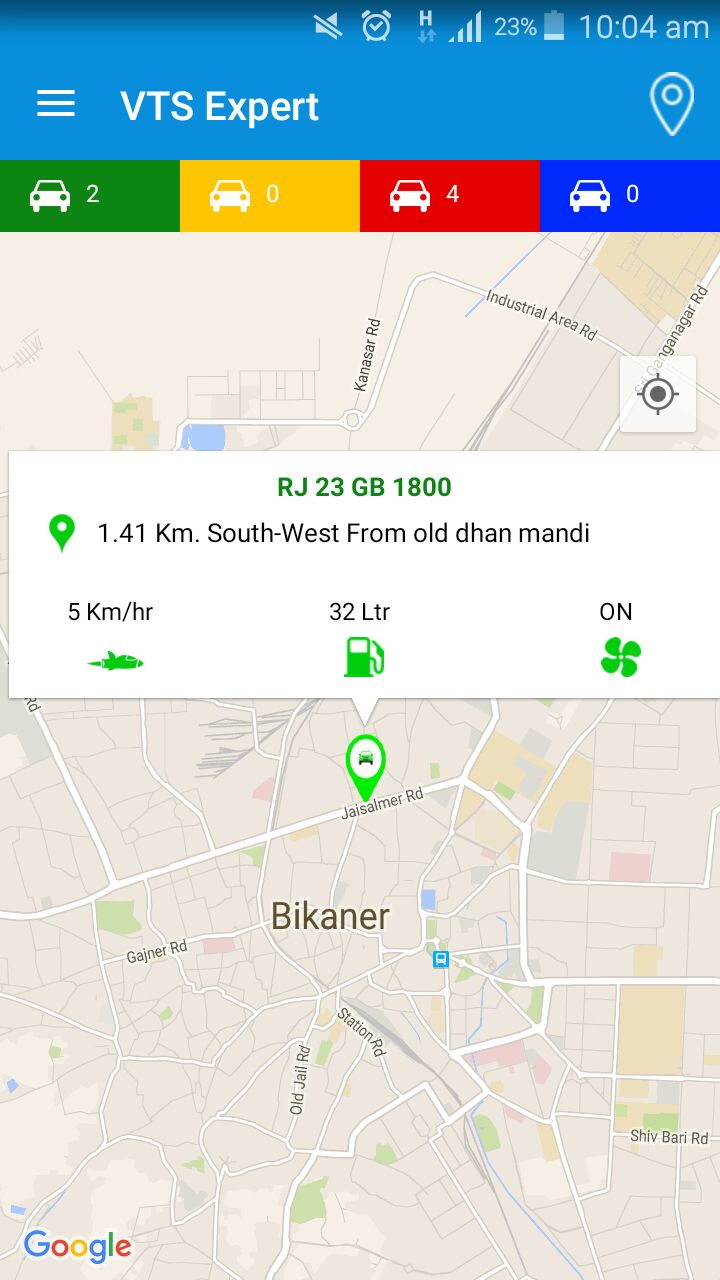 H 23% 10:04 am
VTS Expert
2 0 4 0
Industrial Area Rd
Kanasar Rd
Sri Ganganagar Rd
RJ 23 GB 1800
1.41 Km. South-West From old dhan mandi
5 Km/hr 32 Ltr ON
Rd
Jaisalmer Rd
Bikaner
Gajner Rd
Station Rd
Old Jail Rd
Shiv Bari Rd
Google